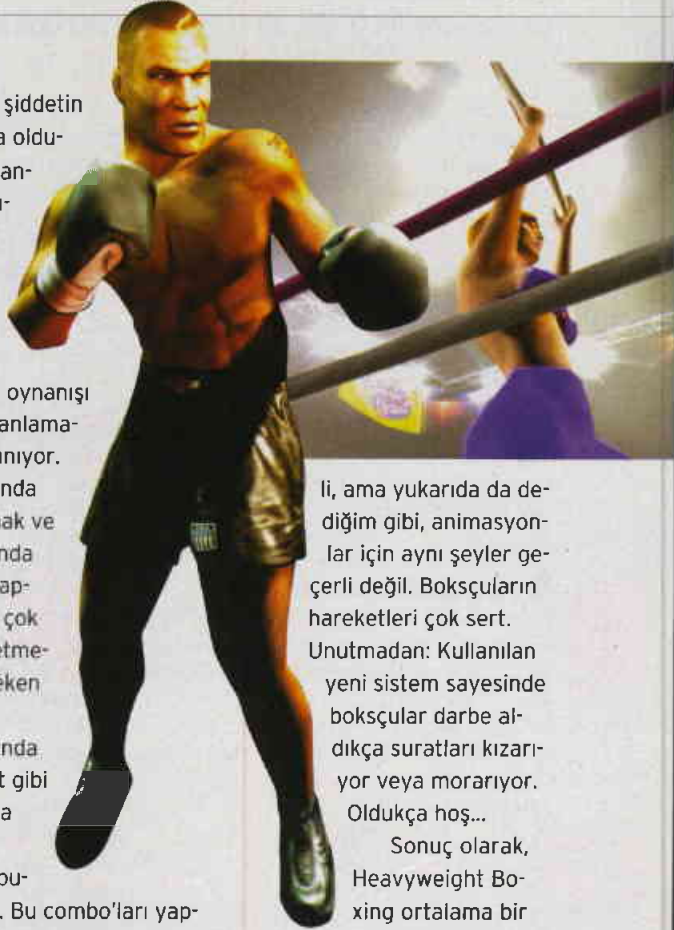 şiddetin
a oldu-
an-
ı-
oynanışı
anlama-
nıyor.
nda
ak ve
nda
ap-
çok
etme-
eken
nda
t gibi
a
bu-
. Bu combo'ları yap-
li, ama yukarıda da de-
diğim gibi, animasyon-
lar için aynı şeyler ge-
çerli değil. Boksçuların
hareketleri çok sert.
Unutmadan: Kullanılan
yeni sistem sayesinde
boksçular darbe al-
dıkça suratları kızarı-
yor veya morarıyor.
Oldukça hoş...
Sonuç olarak,
Heavyweight Bo-
xing ortalama bir